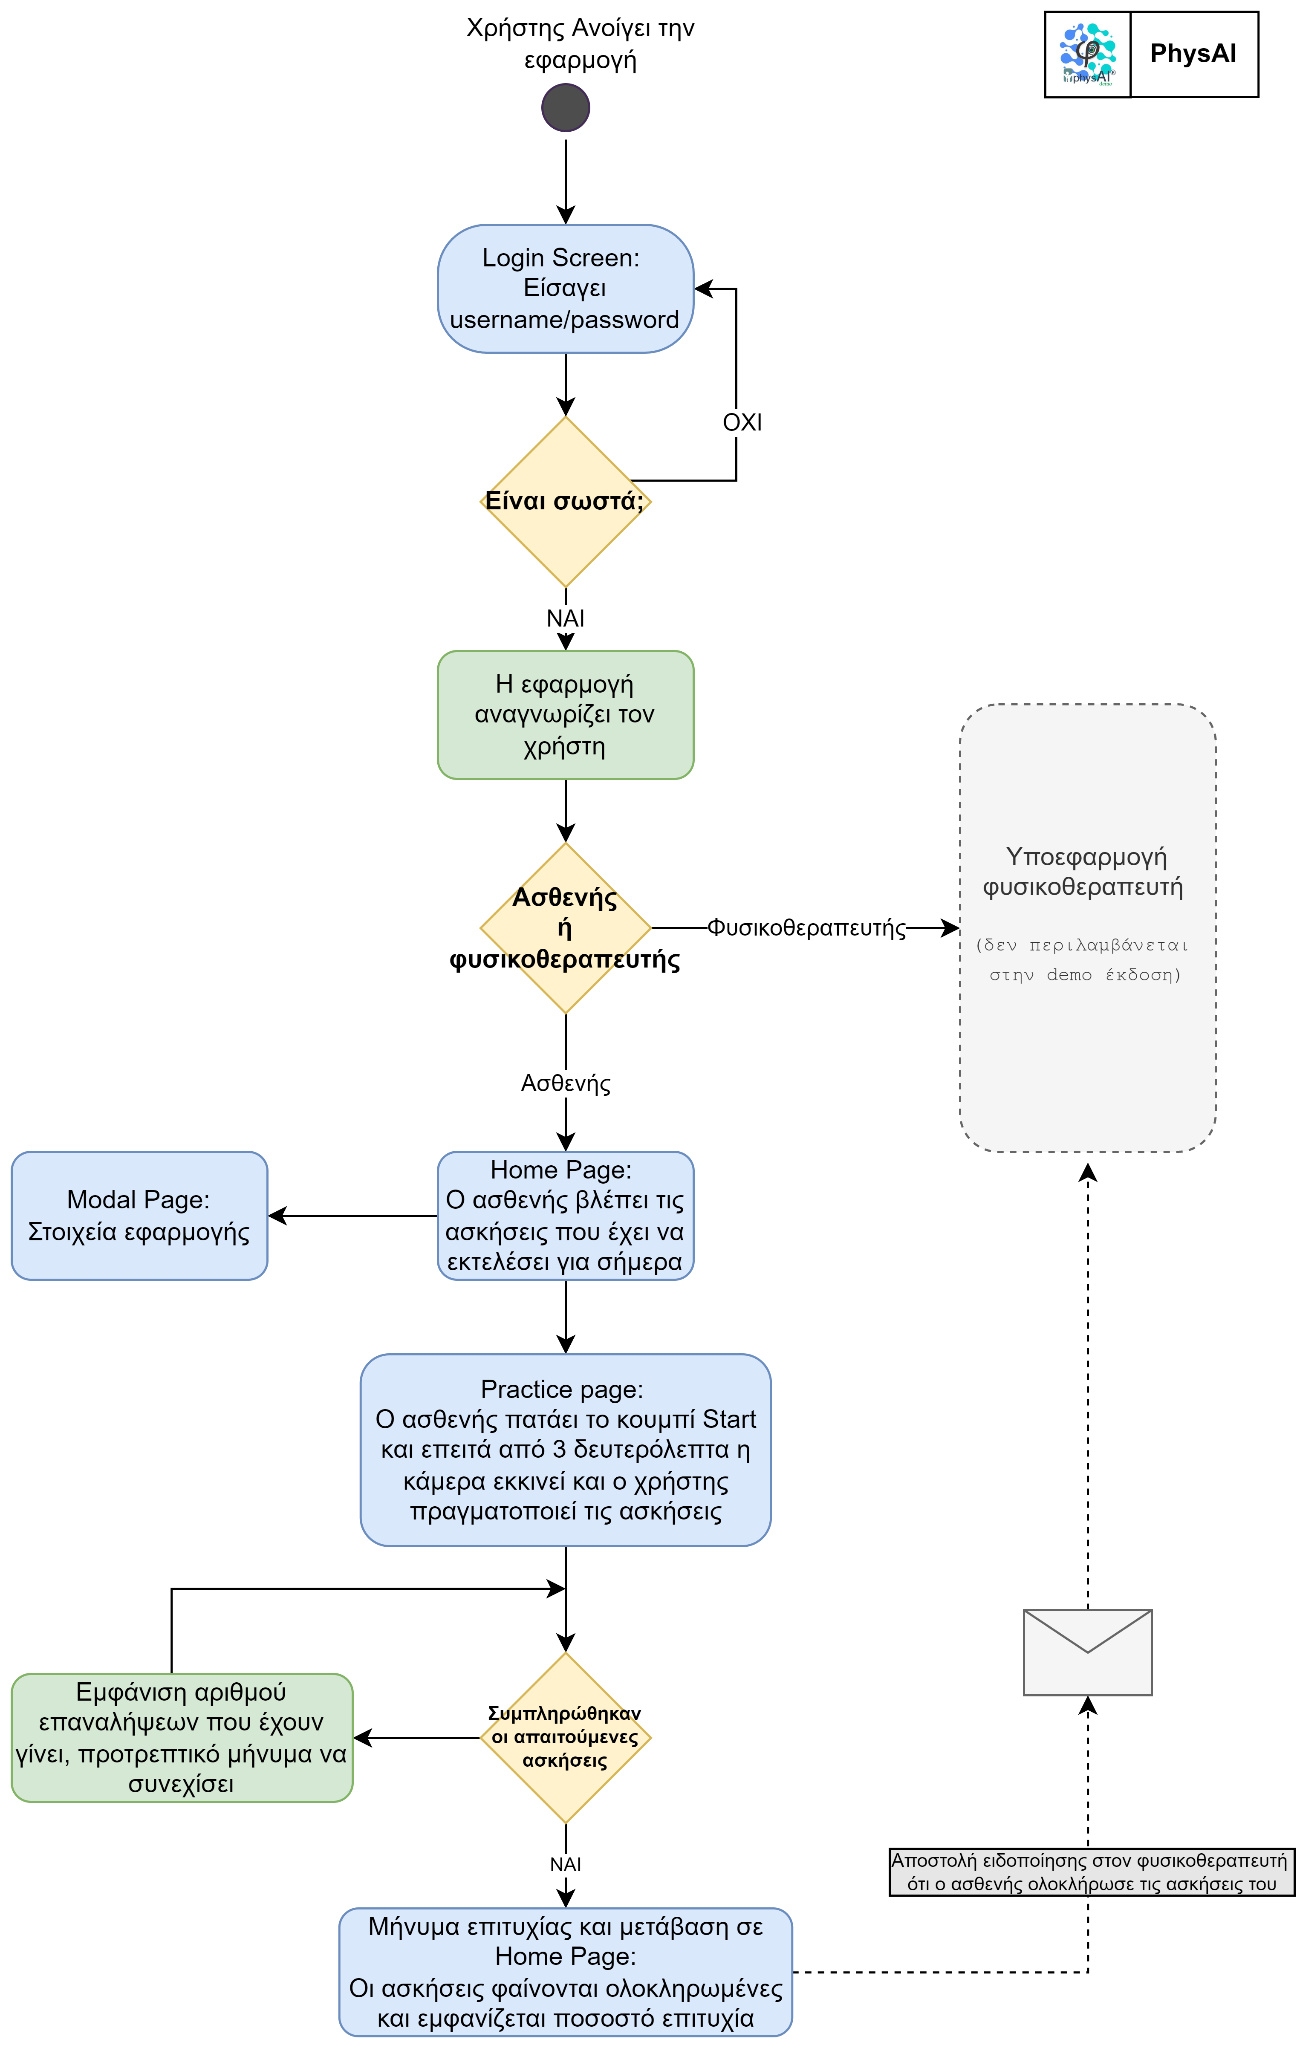 Χρήστης Ανοίγει την
εφαρμογή
physAI®
demo
PhysAI
Login Screen:
Είσαγει
username/password
ΟΧΙ
Είναι σωστά;
ΝΑΙ
Η εφαρμογή
αναγνωρίζει τον
χρήστη
Ασθενής
ή
φυσικοθεραπευτής
Φυσικοθεραπευτής
Υποεφαρμογή
φυσικοθεραπευτή
(δεν περιλαμβάνεται
στην demo έκδοση)
Ασθενής
Modal Page:
Στοιχεία εφαρμογής
Home Page:
Ο ασθενής βλέπει τις
ασκήσεις που έχει να
εκτελέσει για σήμερα
Practice page:
Ο ασθενής πατάει το κουμπί Start
και επειτά από 3 δευτερόλεπτα η
κάμερα εκκινεί και ο χρήστης
πραγματοποιεί τις ασκήσεις
Εμφάνιση αριθμού
επαναλήψεων που έχουν
γίνει, προτρεπτικό μήνυμα να
συνεχίσει
Συμπληρώθηκαν
οι απαιτούμενες
ασκήσεις
ΝΑΙ
Αποστολή ειδοποίησης στον φυσικοθεραπευτή
ότι ο ασθενής ολοκλήρωσε τις ασκήσεις του
Μήνυμα επιτυχίας και μετάβαση σε
Home Page:
Οι ασκήσεις φαίνονται ολοκληρωμένες
και εμφανίζεται ποσοστό επιτυχία